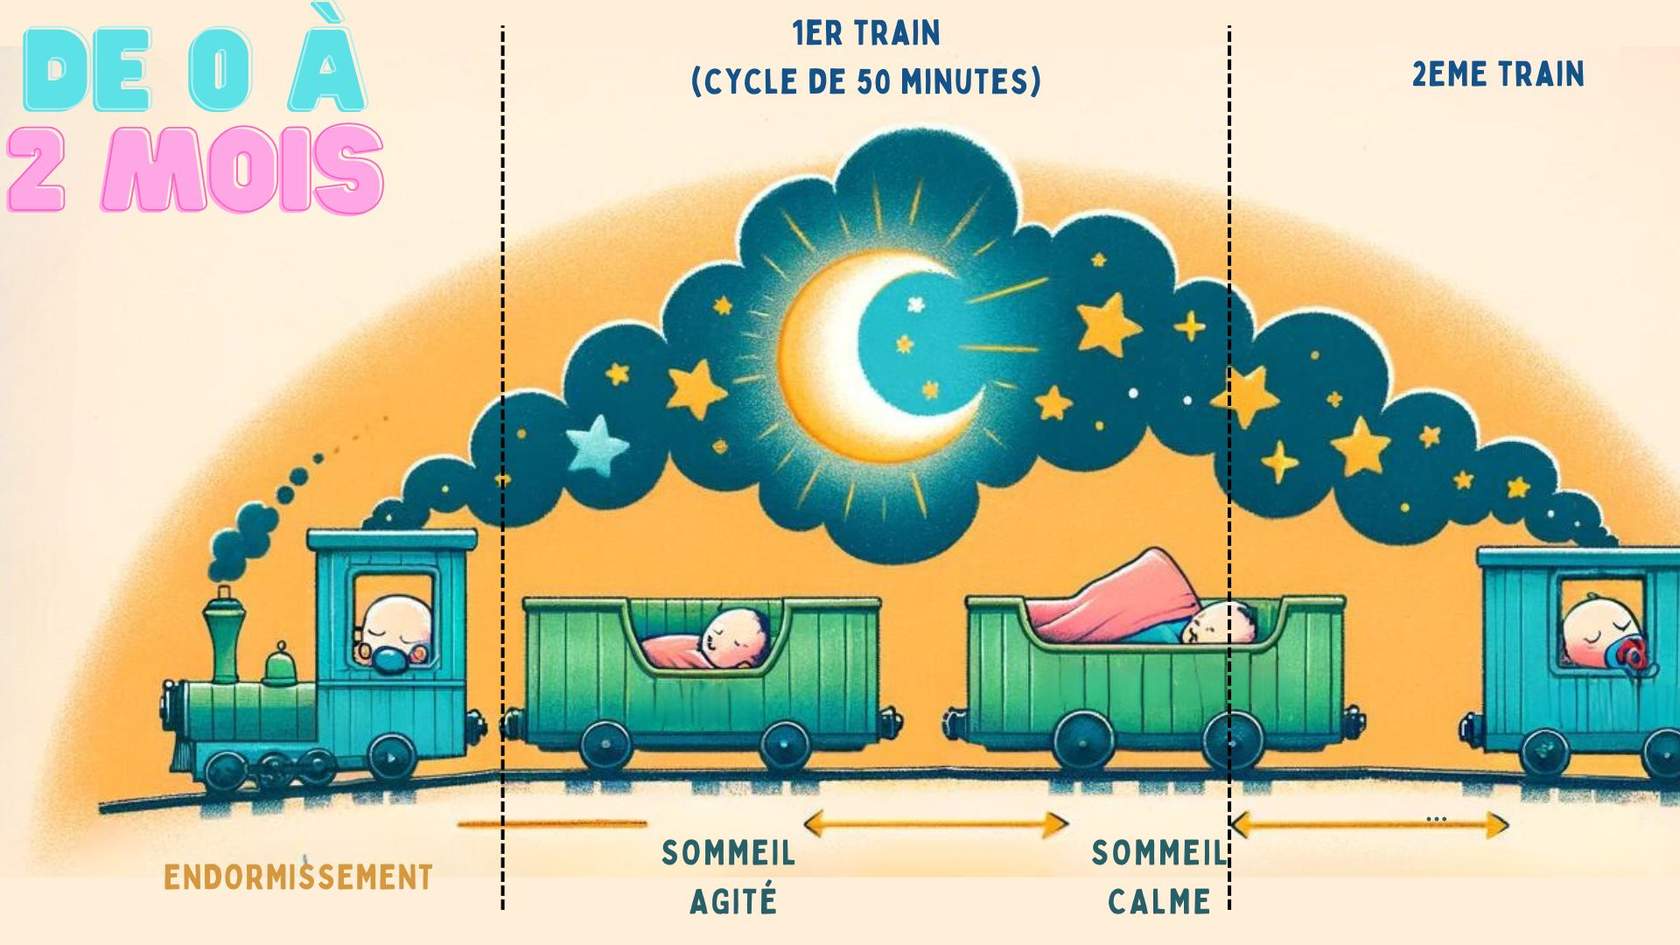 DE 0 À
2 MOIS
1ER TRAIN
(CYCLE DE 50 MINUTES)
2EME TRAIN
ENDORMISSEMENT
SOMMEIL
AGITÉ
SOMMEIL
CALME
...